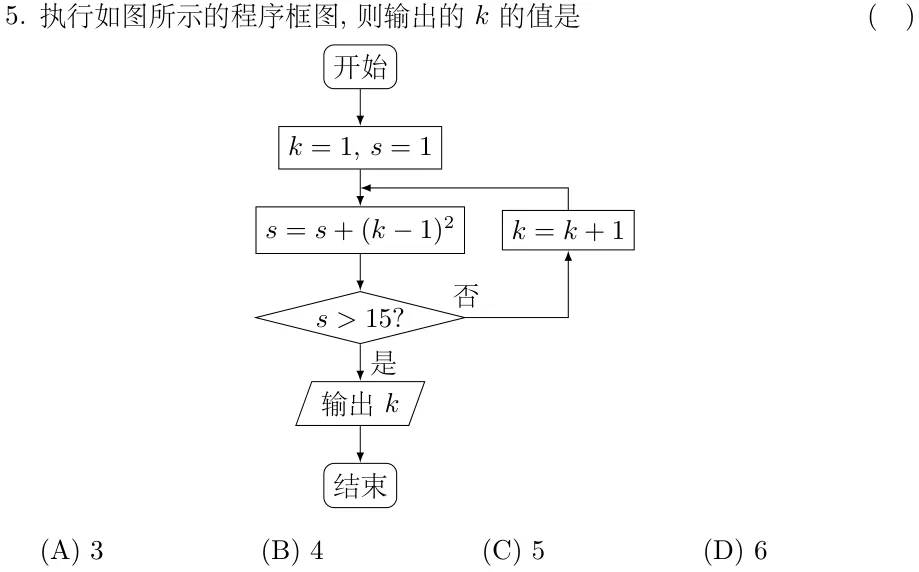 5. 执行如图所示的程序框图, 则输出的 k 的值是 ( )
开始
k = 1, s = 1
s = s + (k − 1)²
k = k + 1
否
s > 15?
是
输出 k
结束
(A) 3 (B) 4 (C) 5 (D) 6